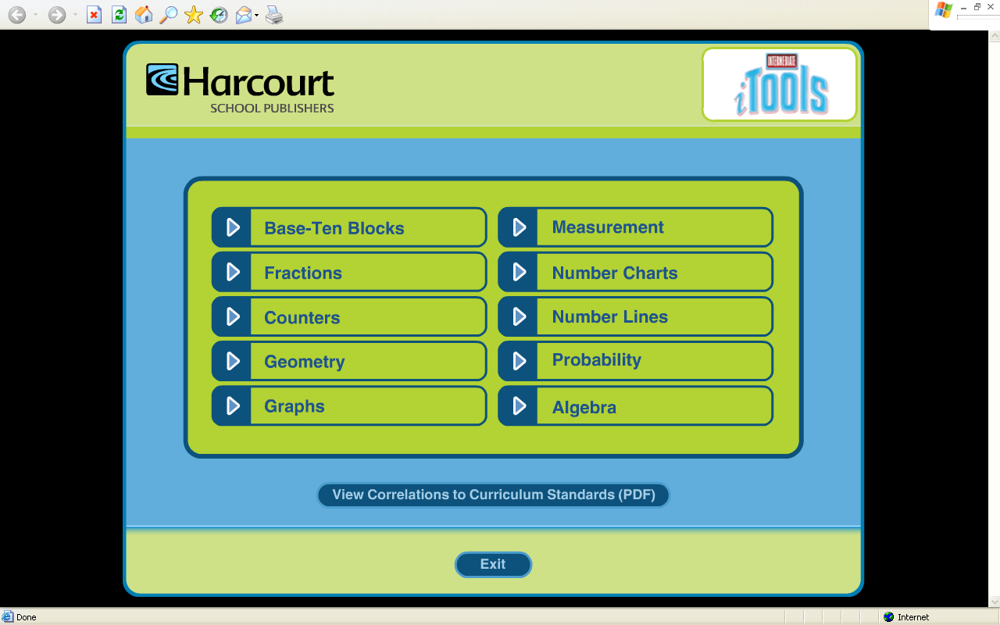 Harcourt
SCHOOL PUBLISHERS
INTERMEDIATE
iTools
Base-Ten Blocks
Fractions
Counters
Geometry
Graphs
Measurement
Number Charts
Number Lines
Probability
Algebra
View Correlations to Curriculum Standards (PDF)
Exit
Done
Internet